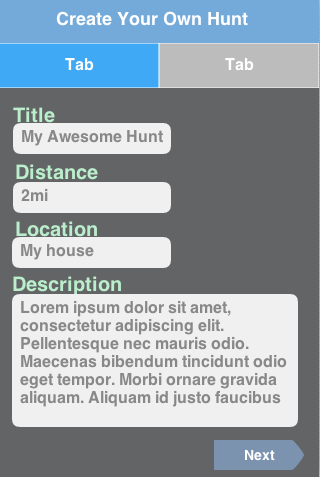 Create Your Own Hunt
Tab Tab
Title
My Awesome Hunt
Distance
2mi
Location
My house
Description
Lorem ipsum dolor sit amet,
consectetur adipiscing elit.
Pellentesque nec mauris odio.
Maecenas bibendum tincidunt odio
eget tempor. Morbi ornare gravida
aliquam. Aliquam id justo faucibus
Next